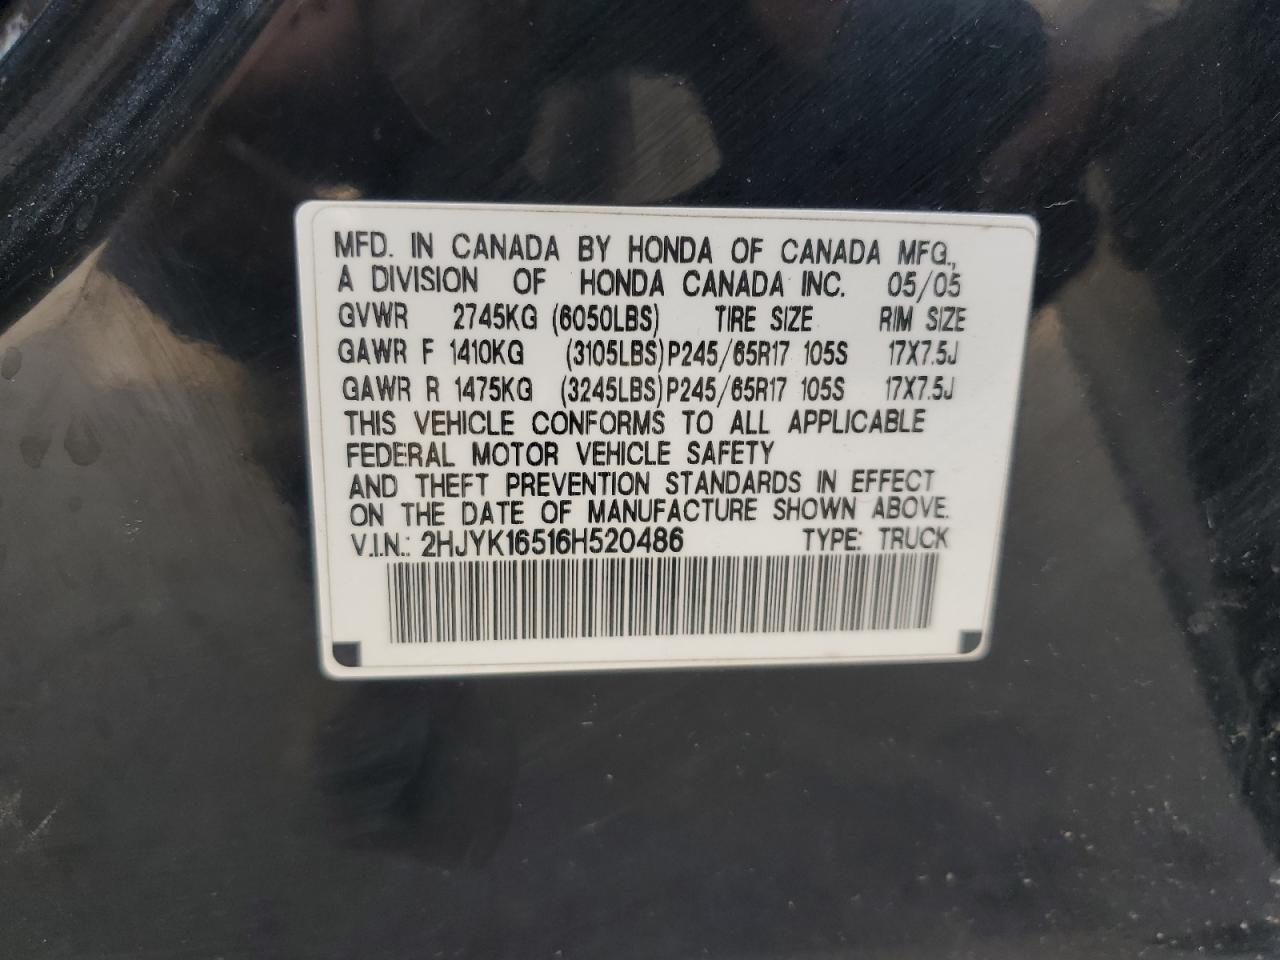 MFD. IN CANADA BY HONDA OF CANADA MFG.,
A DIVISION OF HONDA CANADA INC. 05/05
GVWR 2745KG (6050LBS) TIRE SIZE RIM SIZE
GAWR F 1410KG (3105LBS) P245/65R17 105S 17X7.5J
GAWR R 1475KG (3245LBS) P245/65R17 105S 17X7.5J
THIS VEHICLE CONFORMS TO ALL APPLICABLE
FEDERAL MOTOR VEHICLE SAFETY
AND THEFT PREVENTION STANDARDS IN EFFECT
ON THE DATE OF MANUFACTURE SHOWN ABOVE.
V.I.N.: 2HJYK16516H520486 TYPE: TRUCK